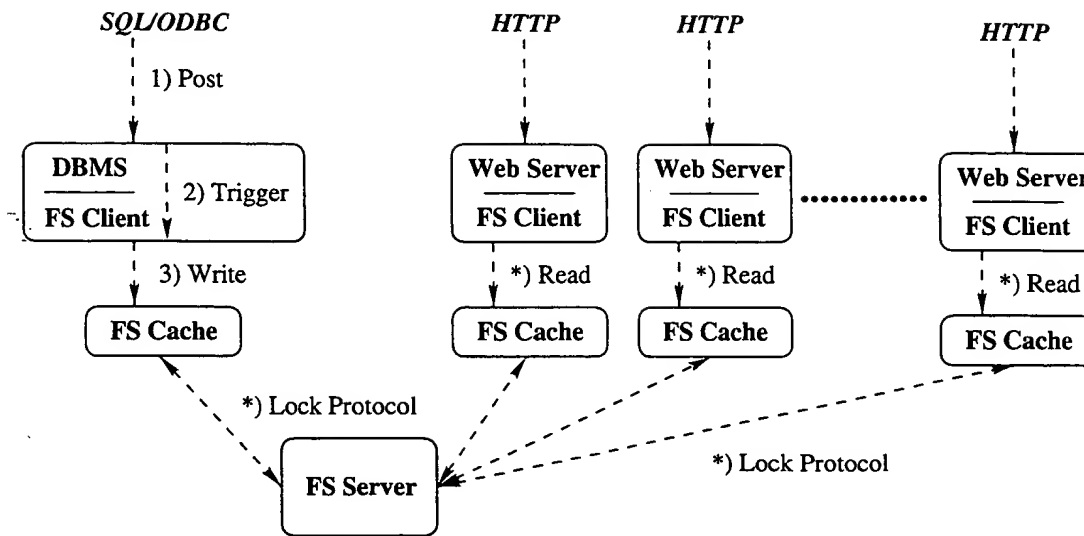 SQL/ODBC
HTTP
HTTP
HTTP
1) Post
DBMS
FS Client
2) Trigger
Web Server
FS Client
Web Server
FS Client
Web Server
FS Client
3) Write
*) Read
*) Read
*) Read
FS Cache
FS Cache
FS Cache
FS Cache
*) Lock Protocol
*) Lock Protocol
FS Server